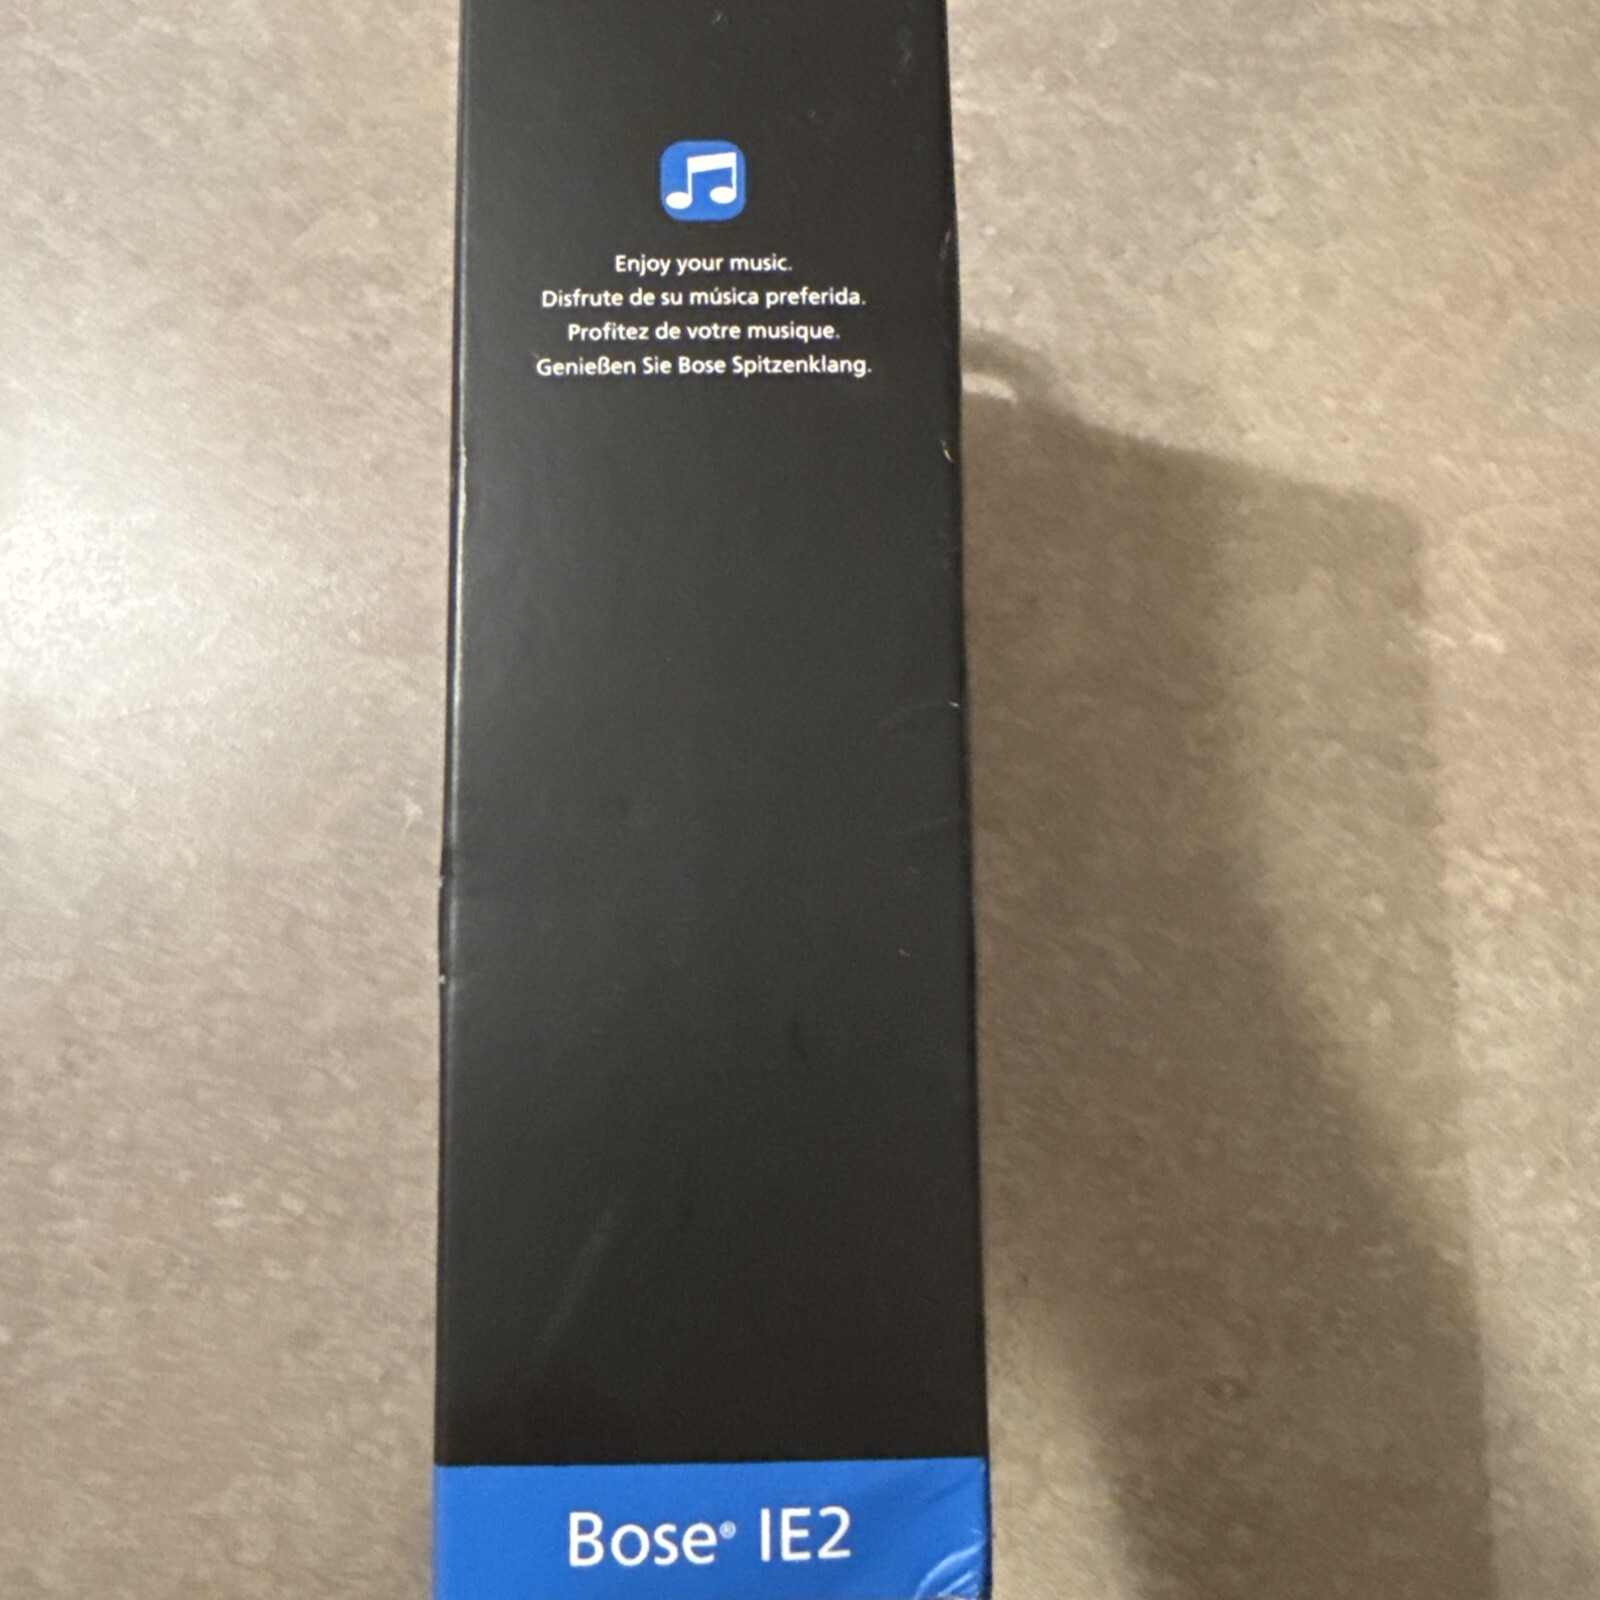 Enjoy your music.
Disfrute de su música preferida.
Profitez de votre musique.
Genießen Sie Bose Spitzenklang.
Bose® IE2